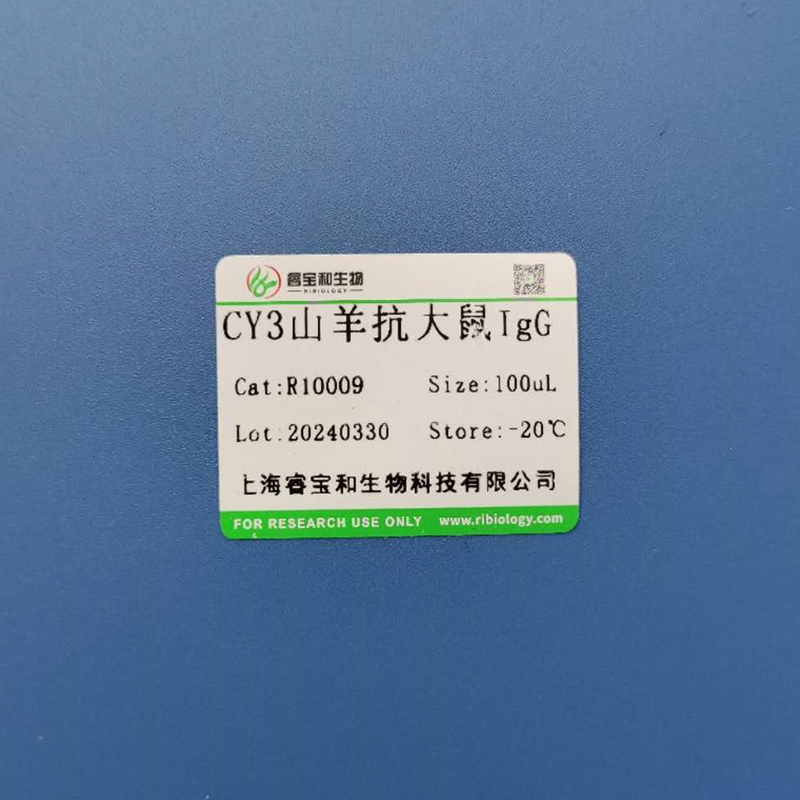 睿宝和生物
RIBIOLOGY
CY3山羊抗大鼠IgG
Cat:R10009 Size:100uL
Lot:20240330 Store:-20℃
上海睿宝和生物科技有限公司
FOR RESEARCH USE ONLY www.ribiology.com